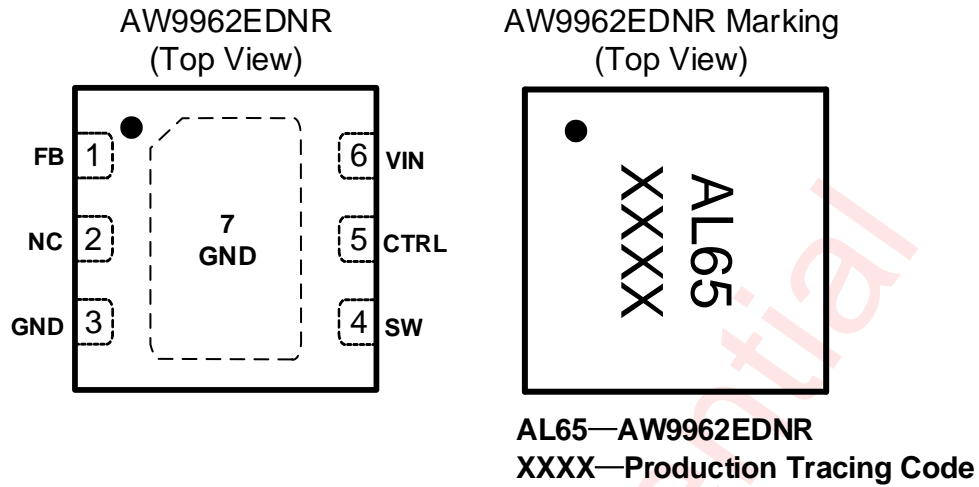 AW9962EDNR
(Top View)
FB 1
NC 2
GND 3
7
GND
6 VIN
5 CTRL
4 SW
AW9962EDNR Marking
(Top View)
AL65
XXXX
AL65—AW9962EDNR
XXXX—Production Tracing Code